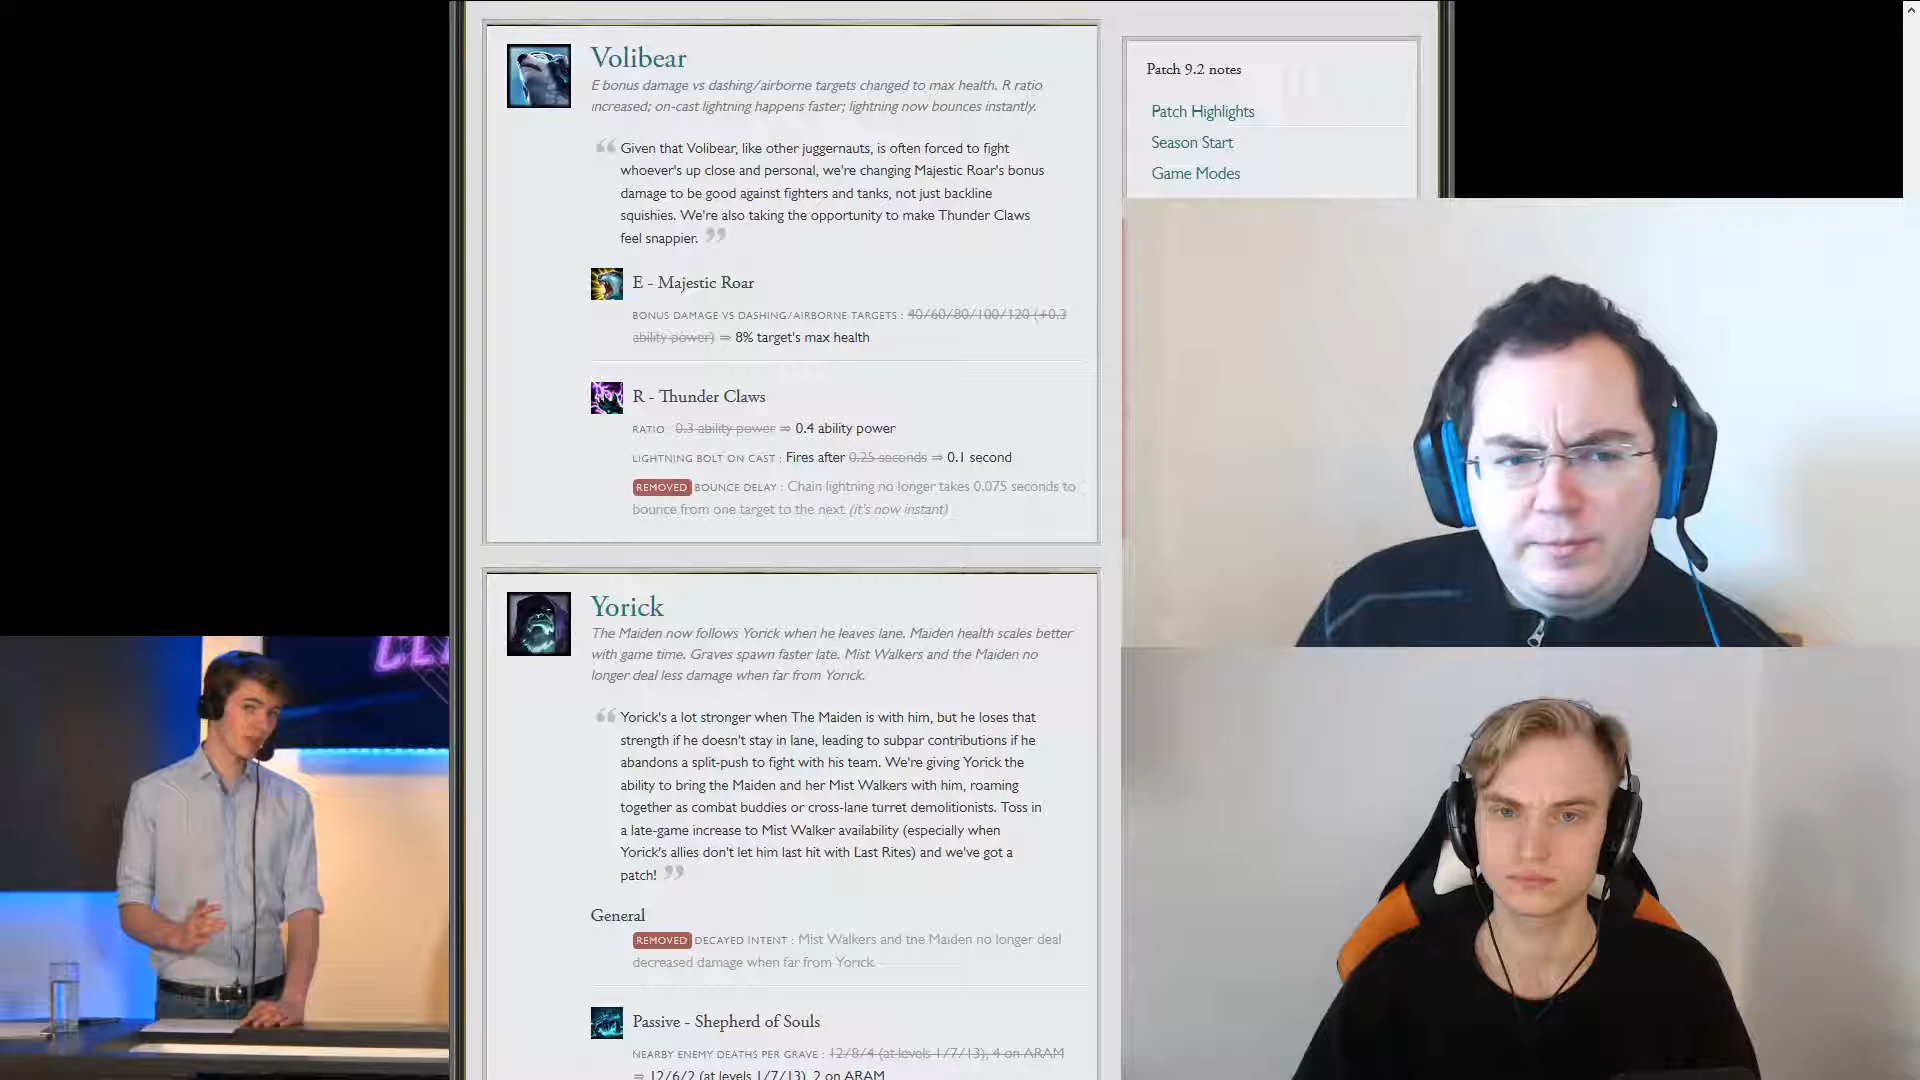 Volibear
E bonus damage vs dashing/airborne targets changed to max health. R ratio
increased; on-cast lightning happens faster; lightning now bounces instantly.
Given that Volibear, like other juggernauts, is often forced to fight
whoever's up close and personal, we're changing Majestic Roar's bonus
damage to be good against fighters and tanks, not just backline
squishies. We're also taking the opportunity to make Thunder Claws
feel snappier.
E - Majestic Roar
BONUS DAMAGE VS DASHING/AIRBORNE TARGETS : 40/60/80/100/120 (+0.3
ability power) ⇒ 8% target's max health
R - Thunder Claws
RATIO : 0.3 ability power ⇒ 0.4 ability power
LIGHTNING BOLT ON CAST : Fires after 0.25 seconds ⇒ 0.1 second
REMOVED BOUNCE DELAY : Chain lightning no longer takes 0.075 seconds to
bounce from one target to the next (it's now instant)
Yorick
The Maiden now follows Yorick when he leaves lane. Maiden health scales better
with game time. Graves spawn faster late. Mist Walkers and the Maiden no
longer deal less damage when far from Yorick.
Yorick's a lot stronger when The Maiden is with him, but he loses that
strength if he doesn't stay in lane, leading to subpar contributions if he
abandons a split-push to fight with his team. We're giving Yorick the
ability to bring the Maiden and her Mist Walkers with him, roaming
together as combat buddies or cross-lane turret demolitionists. Toss in
a late-game increase to Mist Walker availability (especially when
Yorick's allies don't let him last hit with Last Rites) and we've got a
patch!
General
REMOVED DECAYED INTENT : Mist Walkers and the Maiden no longer deal
decreased damage when far from Yorick
Passive - Shepherd of Souls
NEARBY ENEMY DEATHS PER GRAVE : 12/8/4 (at levels 1/7/13), 4 on ARAM
⇒ 12/6/2 (at levels 1/7/13), 2 on ARAM
Patch 9.2 notes
Patch Highlights
Season Start
Game Modes